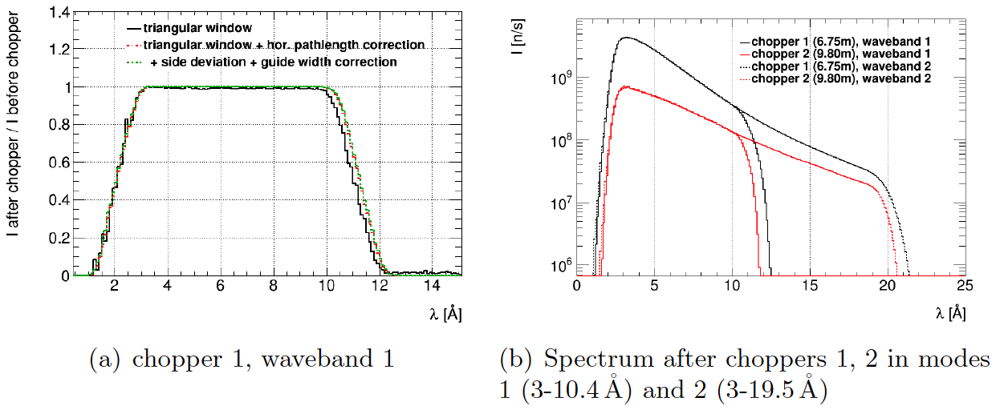 I after chopper / I before chopper
1.4
1.2
1
0.8
0.6
0.4
0.2
0
triangular window
triangular window + hor. pathlength correction
+ side deviation + guide width correction
2 4 6 8 10 12 14
λ [Å]
(a) chopper 1, waveband 1
I [n/s]
10⁹
10⁸
10⁷
10⁶
chopper 1 (6.75m), waveband 1
chopper 2 (9.80m), waveband 1
chopper 1 (6.75m), waveband 2
chopper 2 (9.80m), waveband 2
0 5 10 15 20 25
λ [Å]
(b) Spectrum after choppers 1, 2 in modes
1 (3-10.4 Å) and 2 (3-19.5 Å)